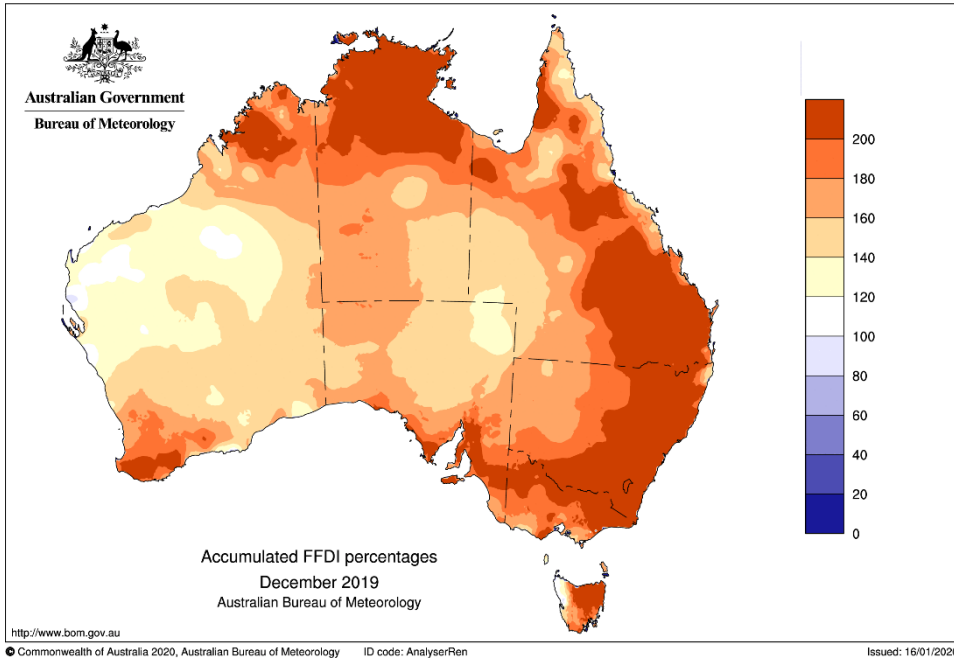 Australian Government
Bureau of Meteorology
200
180
160
140
120
100
80
60
40
20
0
Accumulated FFDI percentages
December 2019
Australian Bureau of Meteorology
http://www.bom.gov.au
© Commonwealth of Australia 2020, Australian Bureau of Meteorology ID code: AnalyserRen Issued: 16/01/2020